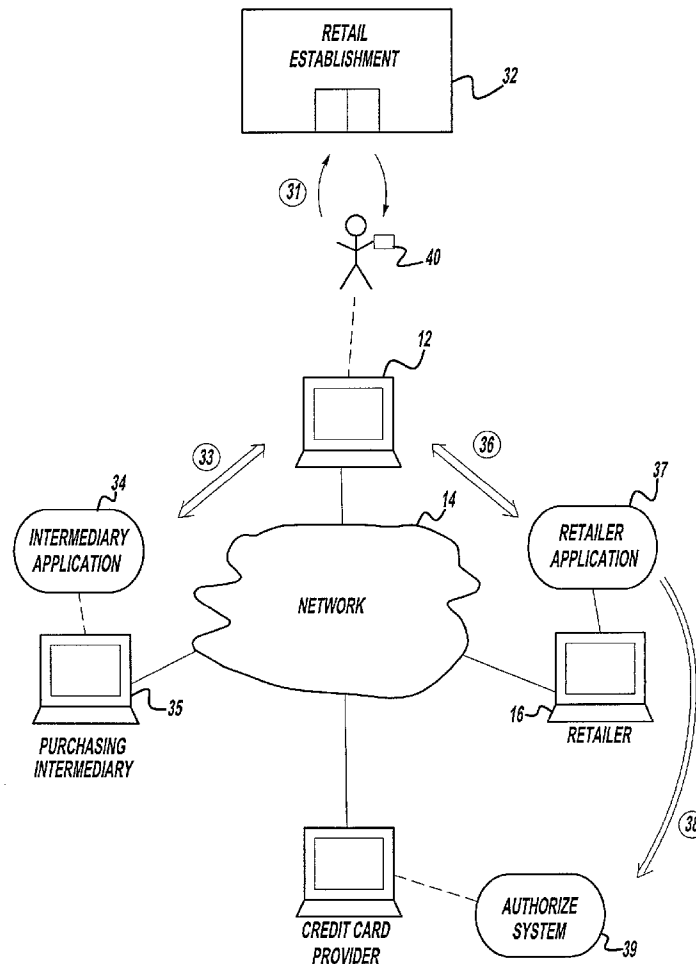 RETAIL
ESTABLISHMENT
32
31
40
12
33
36
34
37
INTERMEDIARY
APPLICATION
14
RETAILER
APPLICATION
NETWORK
35
16
PURCHASING
INTERMEDIARY
RETAILER
38
CREDIT CARD
PROVIDER
AUTHORIZE
SYSTEM
39